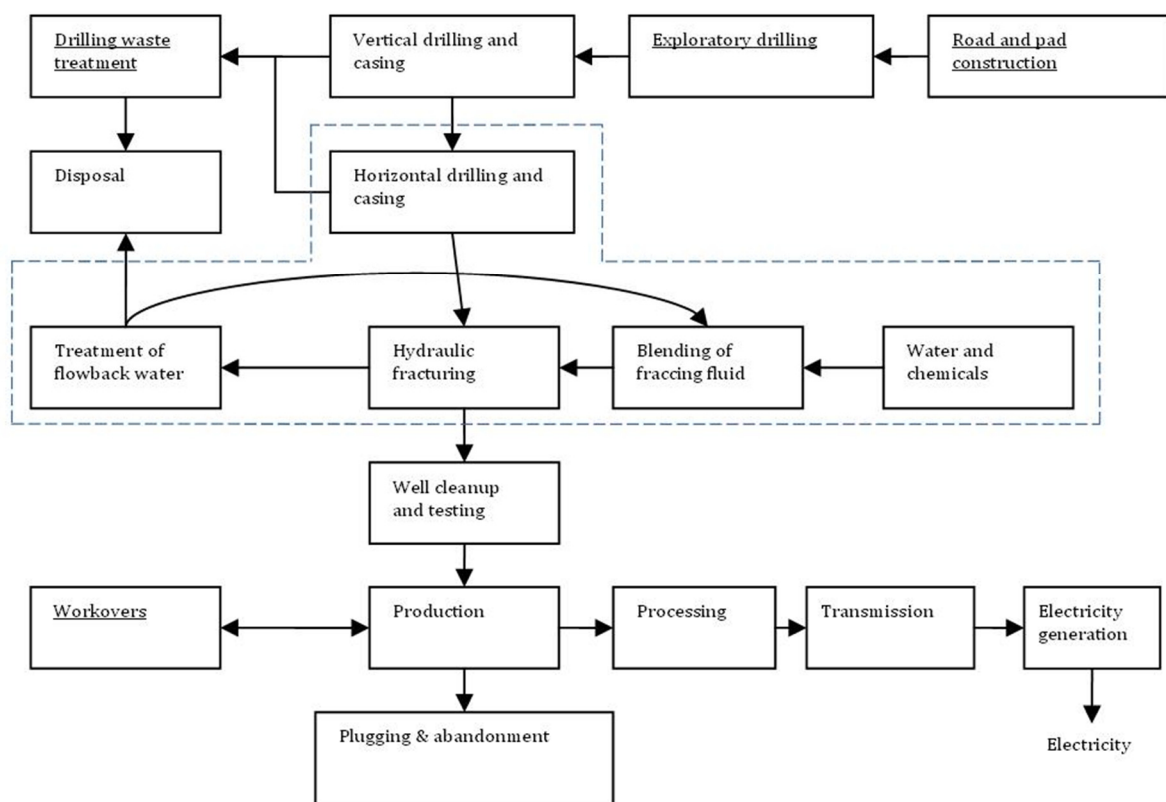 Drilling waste
treatment
Vertical drilling and
casing
Exploratory drilling
Road and pad
construction
Disposal
Horizontal drilling and
casing
Treatment of
flowback water
Hydraulic
fracturing
Blending of
fraccing fluid
Water and
chemicals
Well cleanup
and testing
Workovers
Production
Processing
Transmission
Electricity
generation
Plugging & abandonment
Electricity